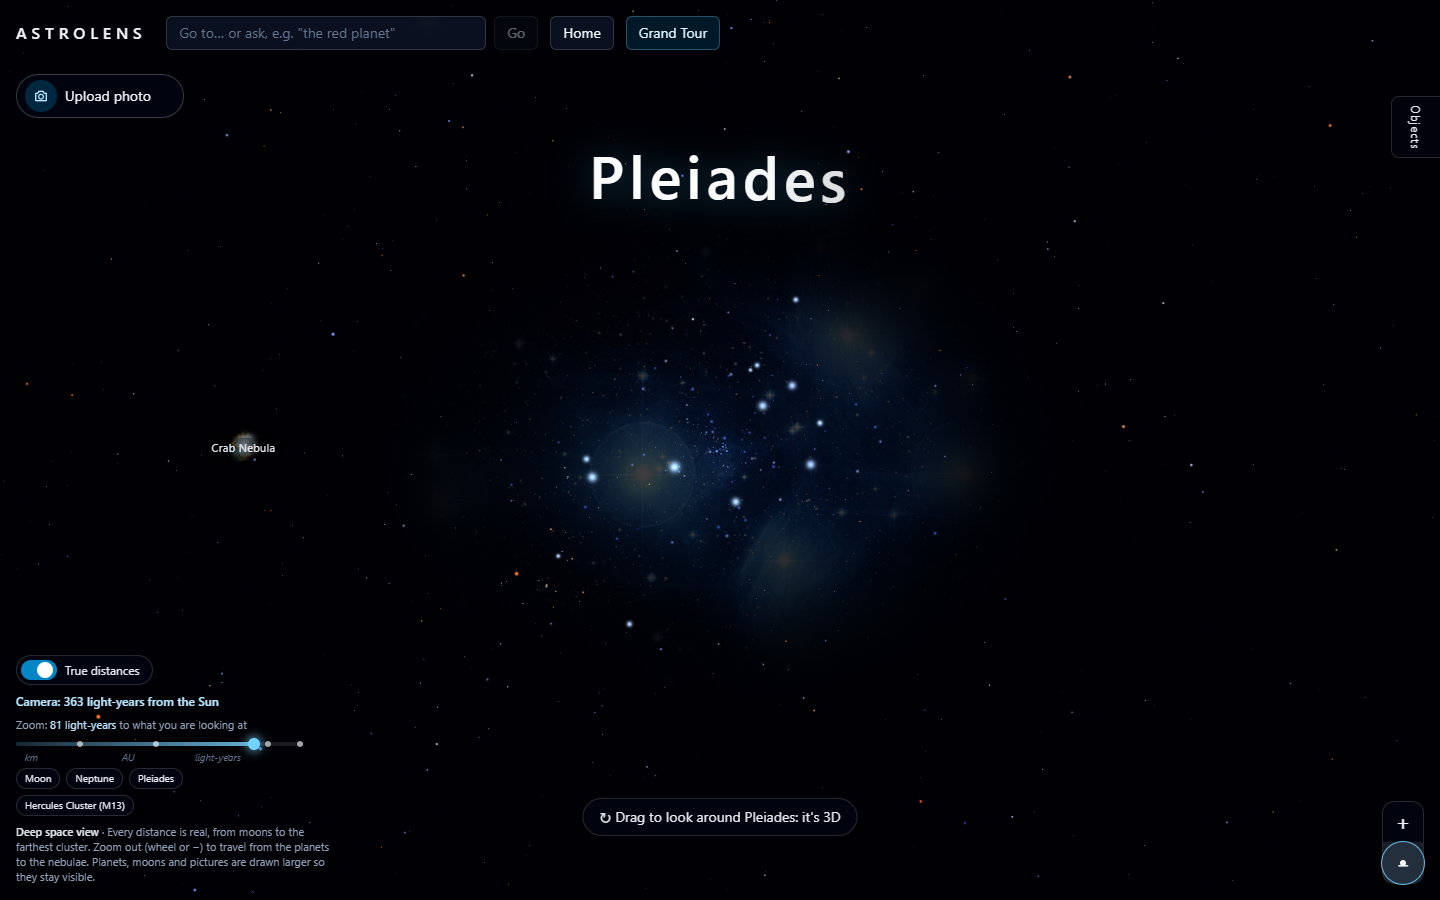 ASTROLENS
Go to... or ask, e.g. "the red planet"
Go
Home
Grand Tour
Upload photo
Objects
Pleiades
Crab Nebula
True distances
Camera: 363 light-years from the Sun
Zoom: 81 light-years to what you are looking at
km
AU
light-years
Moon
Neptune
Pleiades
Hercules Cluster (M13)
Deep space view · Every distance is real, from moons to the
farthest cluster. Zoom out (wheel or −) to travel from the planets
to the nebulae. Planets, moons and pictures are drawn larger so
they stay visible.
↻ Drag to look around Pleiades: it's 3D
+